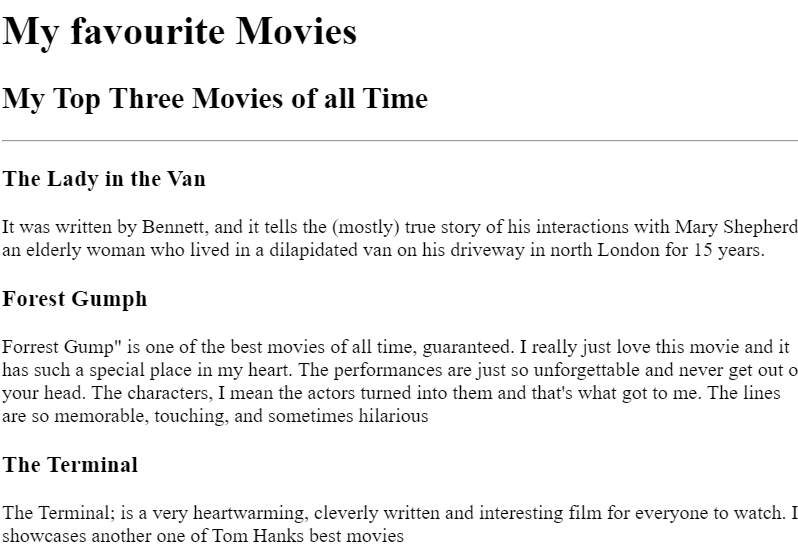 My favourite Movies
My Top Three Movies of all Time
The Lady in the Van
It was written by Bennett, and it tells the (mostly) true story of his interactions with Mary Shepherd
an elderly woman who lived in a dilapidated van on his driveway in north London for 15 years.
Forest Gumph
Forrest Gump" is one of the best movies of all time, guaranteed. I really just love this movie and it
has such a special place in my heart. The performances are just so unforgettable and never get out o
your head. The characters, I mean the actors turned into them and that's what got to me. The lines
are so memorable, touching, and sometimes hilarious
The Terminal
The Terminal; is a very heartwarming, cleverly written and interesting film for everyone to watch. I
showcases another one of Tom Hanks best movies